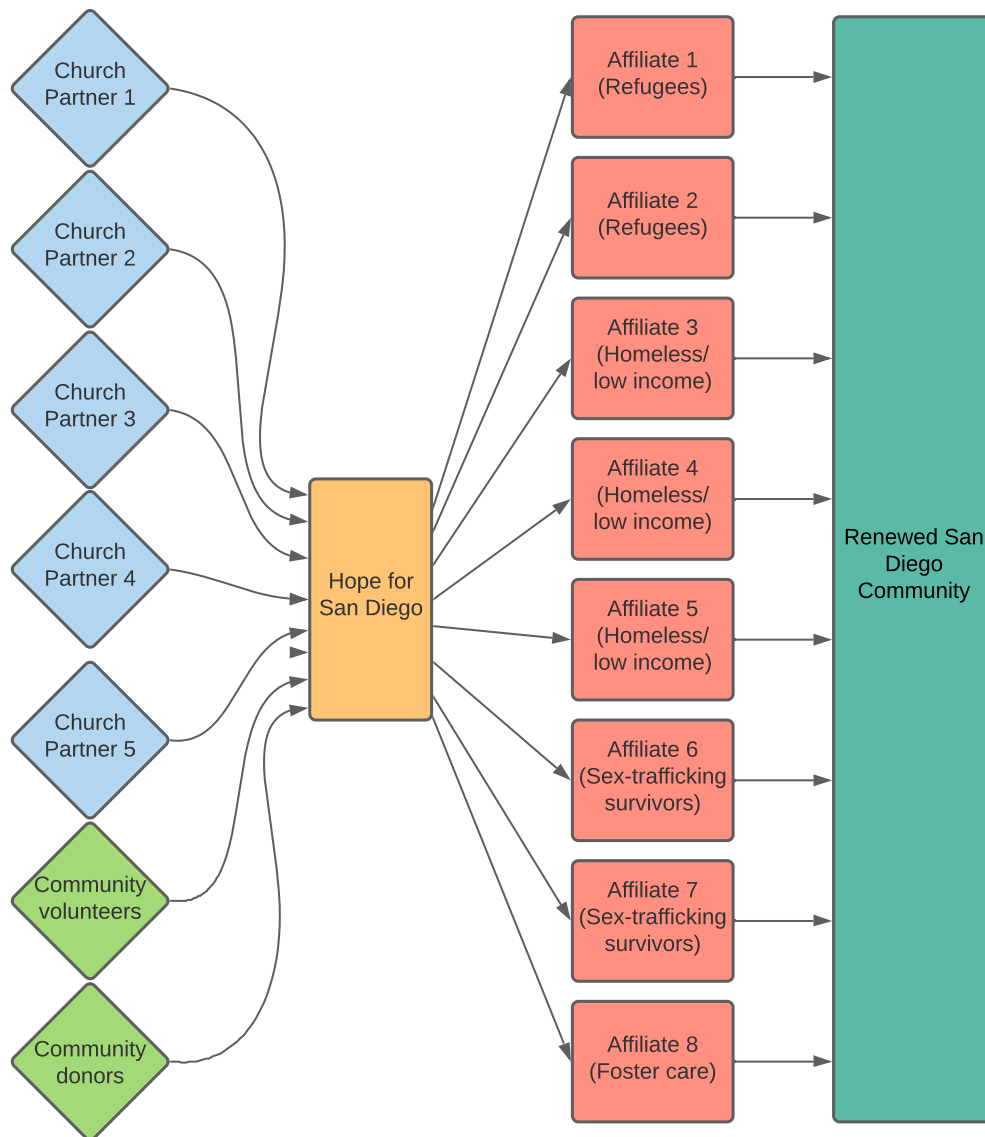 Church
Partner 1
Church
Partner 2
Church
Partner 3
Church
Partner 4
Church
Partner 5
Community
volunteers
Community
donors
Hope for
San Diego
Affiliate 1
(Refugees)
Affiliate 2
(Refugees)
Affiliate 3
(Homeless/
low income)
Affiliate 4
(Homeless/
low income)
Affiliate 5
(Homeless/
low income)
Affiliate 6
(Sex-trafficking
survivors)
Affiliate 7
(Sex-trafficking
survivors)
Affiliate 8
(Foster care)
Renewed San
Diego
Community